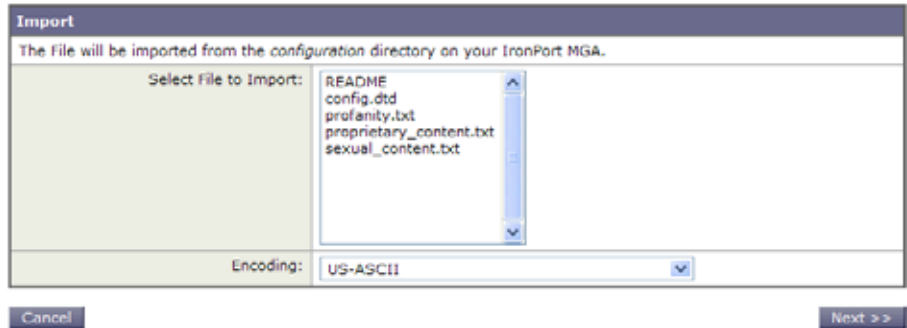 Import
The File will be imported from the configuration directory on your IronPort MGA.
Select File to Import:
README
config.dtd
profanity.txt
proprietary_content.txt
sexual_content.txt
Encoding:
US-ASCII
Cancel
Next >>